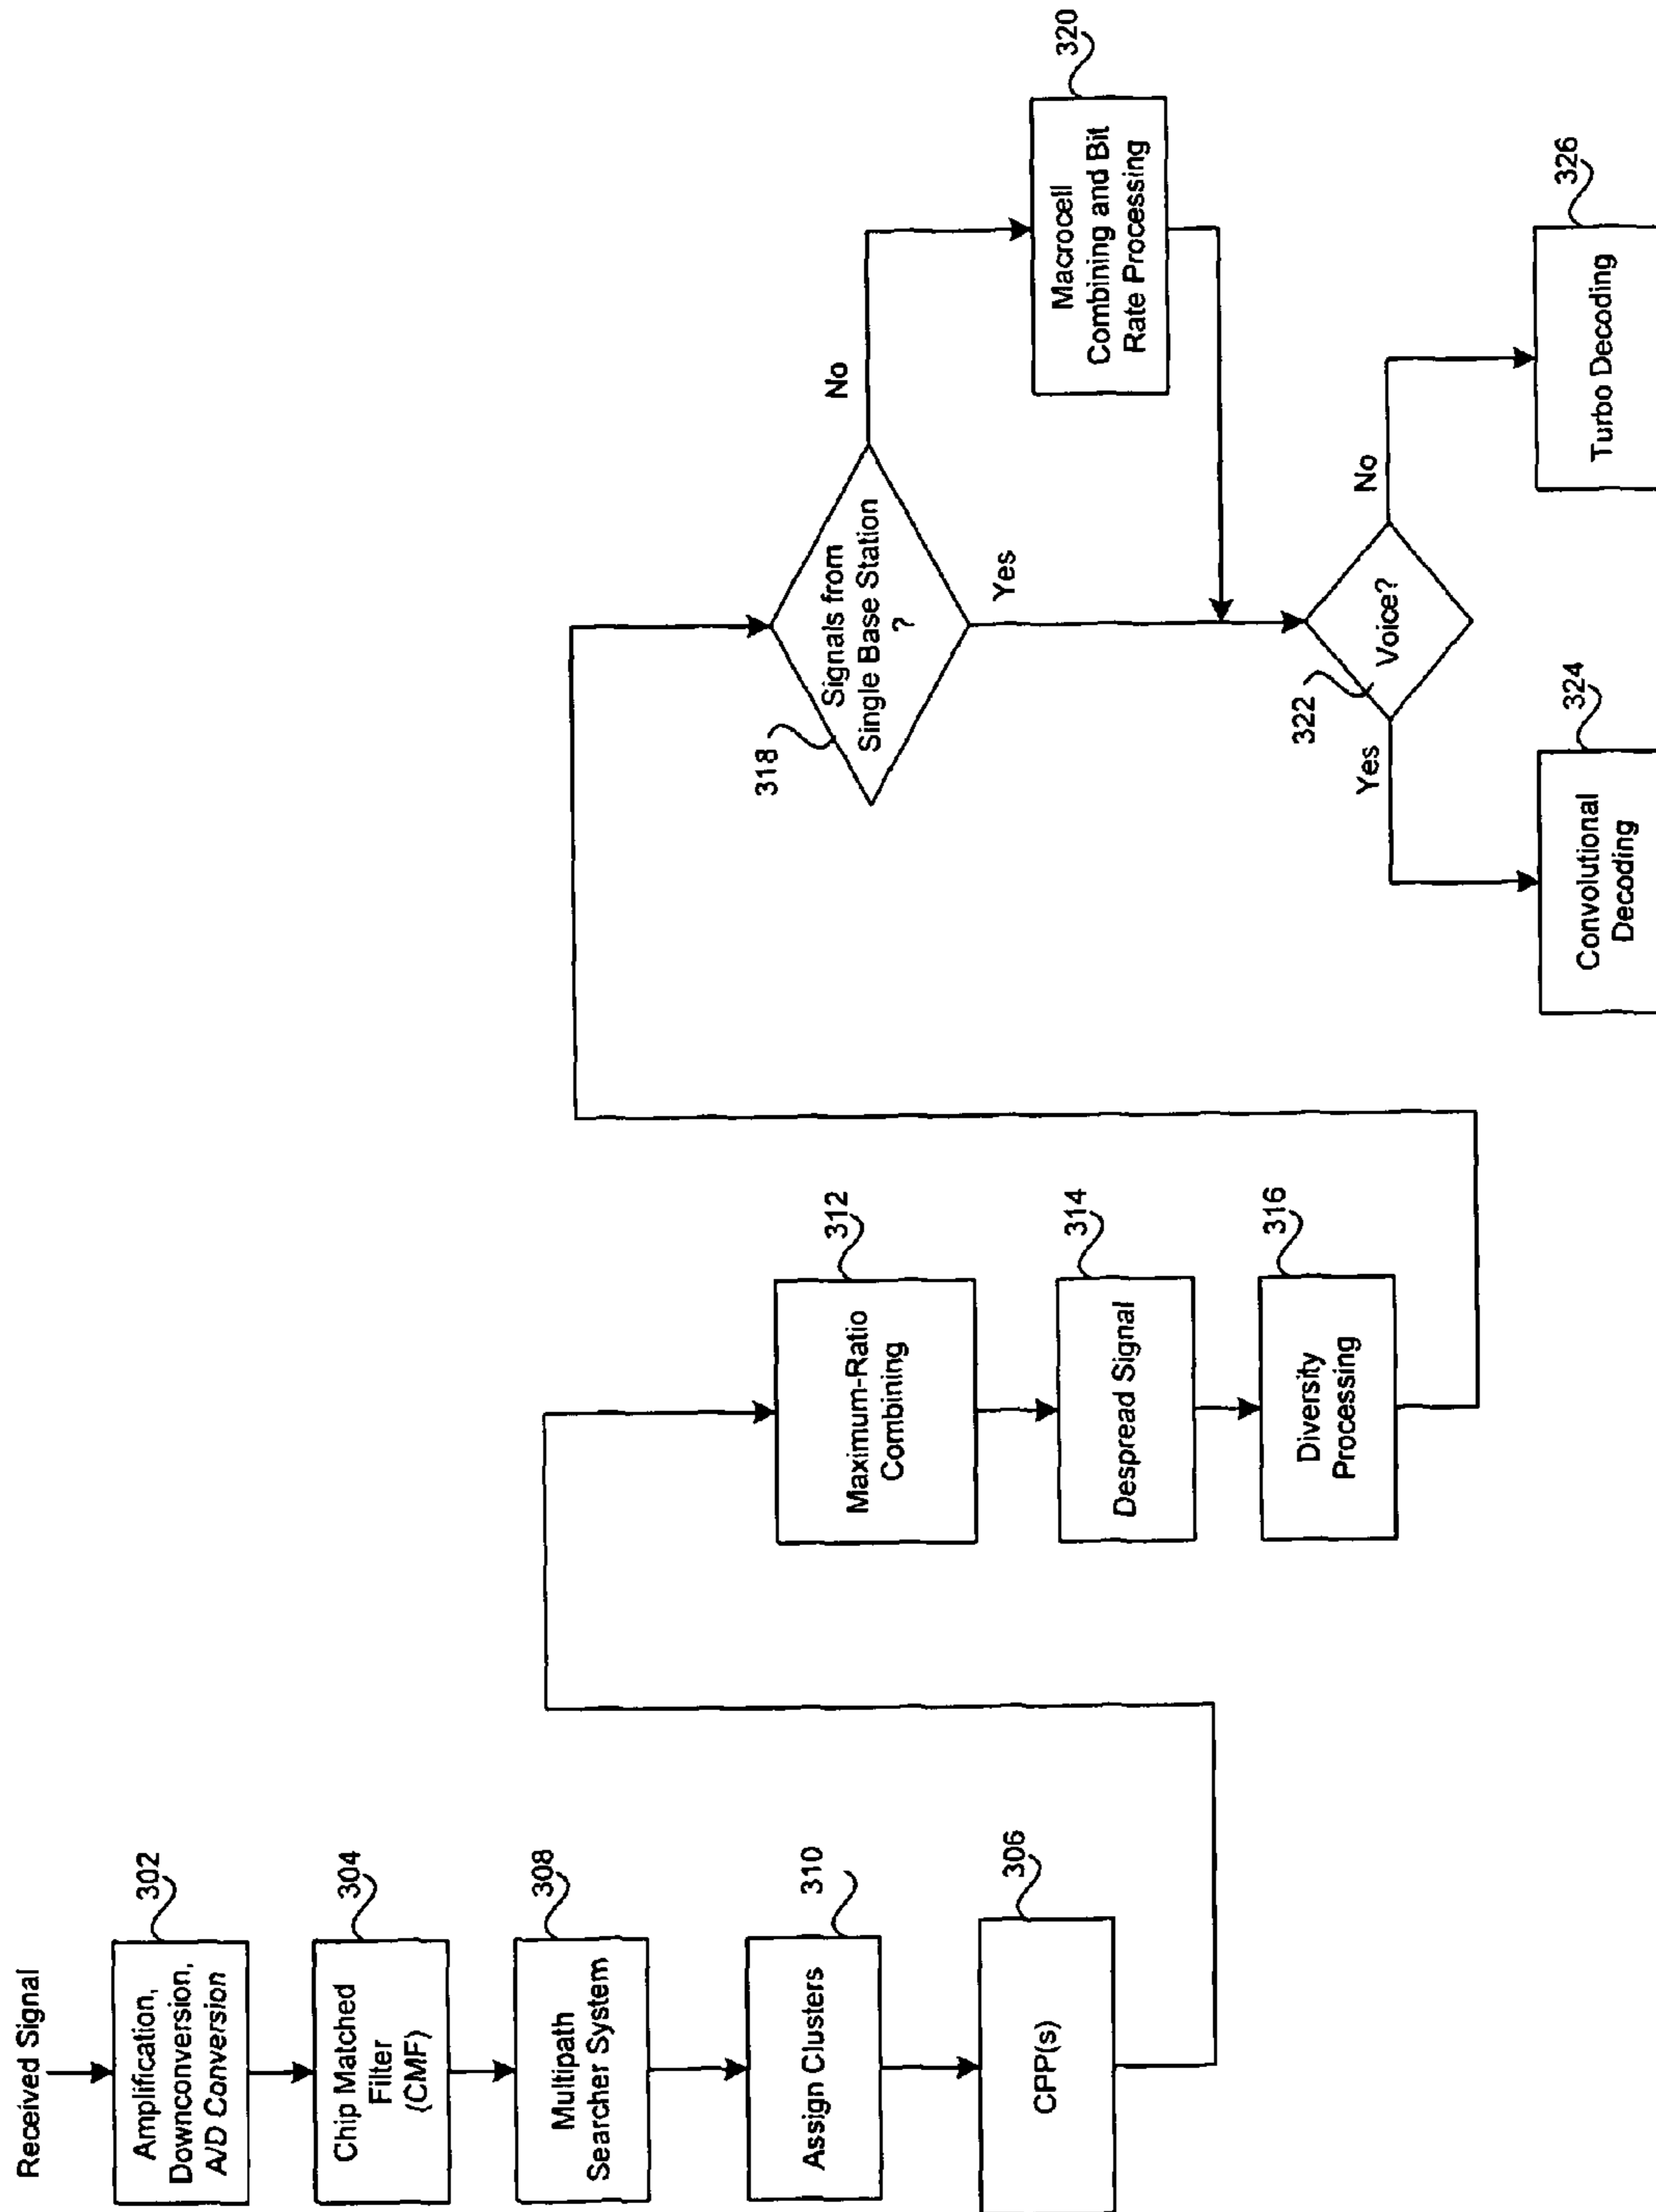 Received Signal
302
Amplification,
Downconversion,
A/D Conversion
304
Chip Matched
Filter
(CMF)
308
Multipath
Searcher System
310
Assign Clusters
306
CPP(s)
312
Maximum-Ratio
Combining
314
Despread Signal
316
Diversity
Processing
318
Signals from
Single Base Station
?
No
Yes
320
Macrocell
Combining and Bit
Rate Processing
322
Voice?
Yes
No
324
Convolutional
Decoding
326
Turbo Decoding